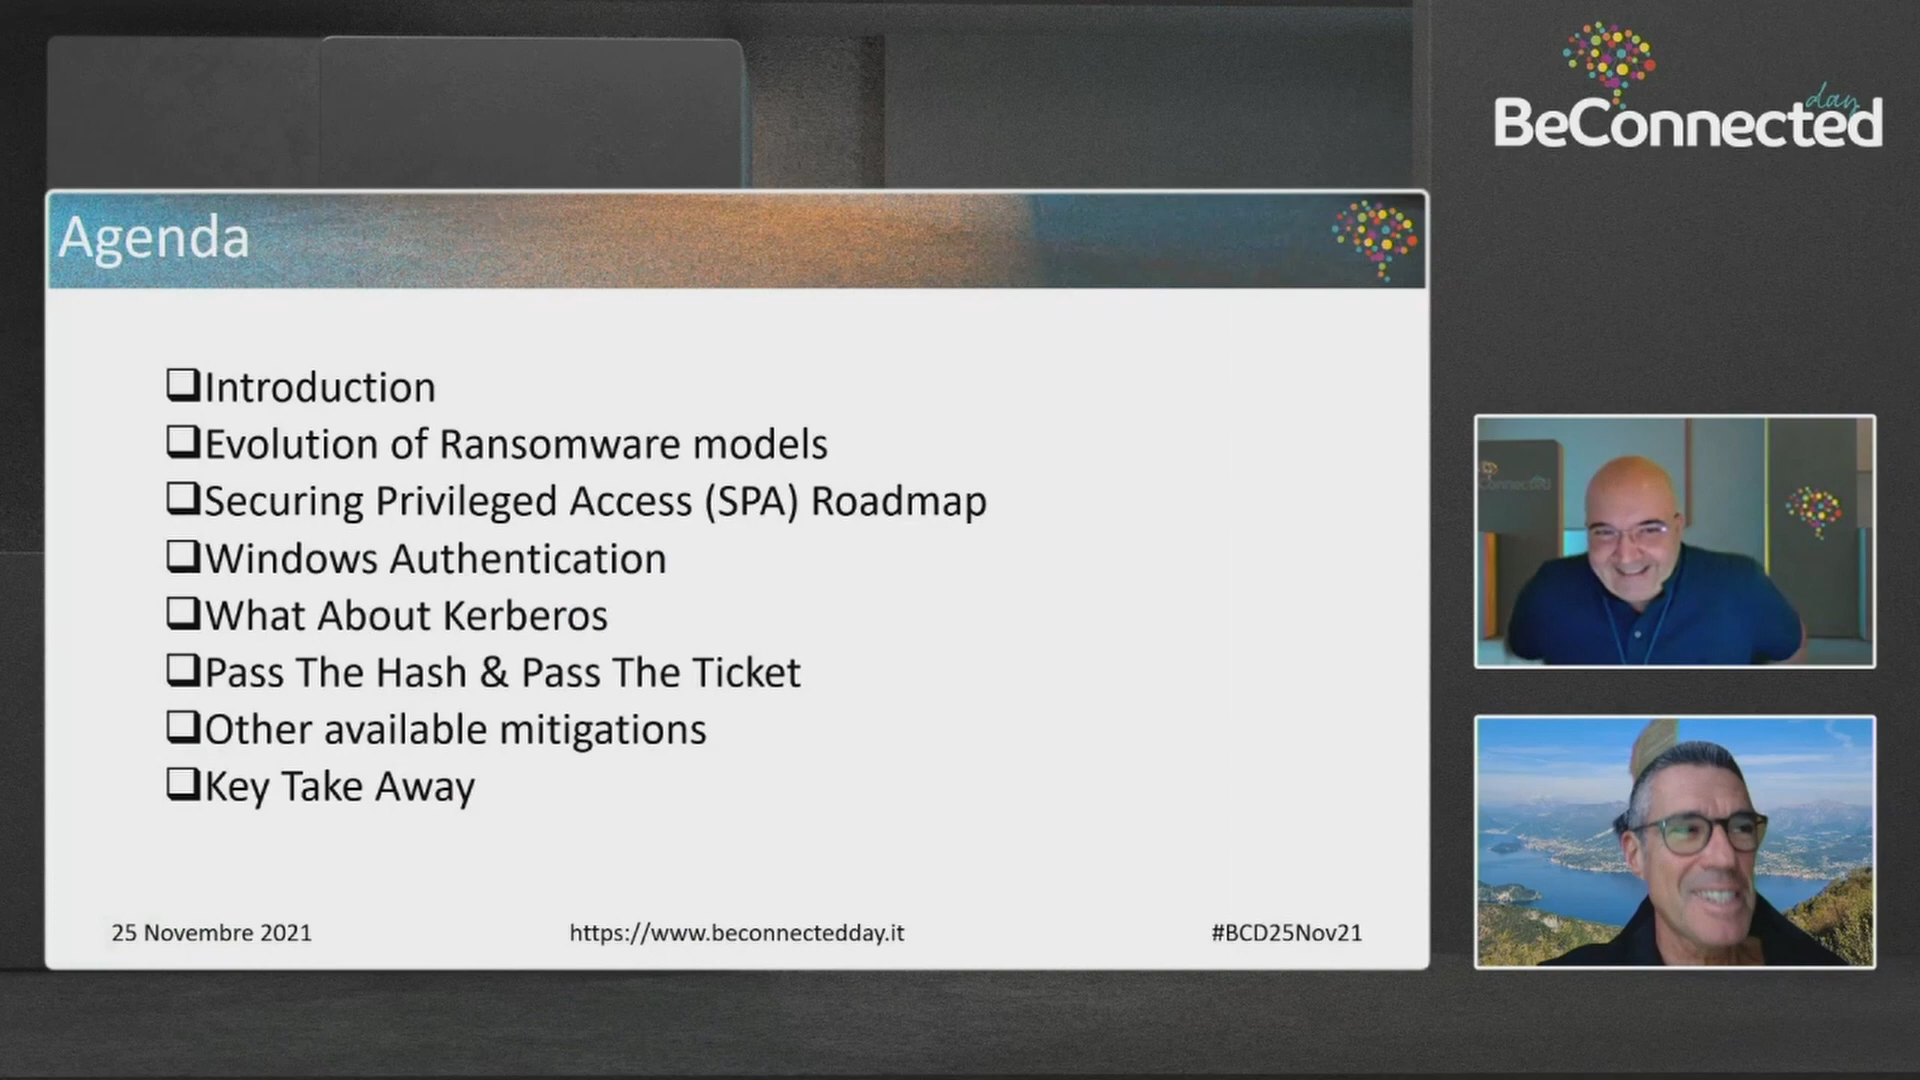 day
BeConnected
Agenda
Introduction
Evolution of Ransomware models
Securing Privileged Access (SPA) Roadmap
Windows Authentication
What About Kerberos
Pass The Hash & Pass The Ticket
Other available mitigations
Key Take Away
25 Novembre 2021
https://www.beconnectedday.it
#BCD25Nov21
Connected